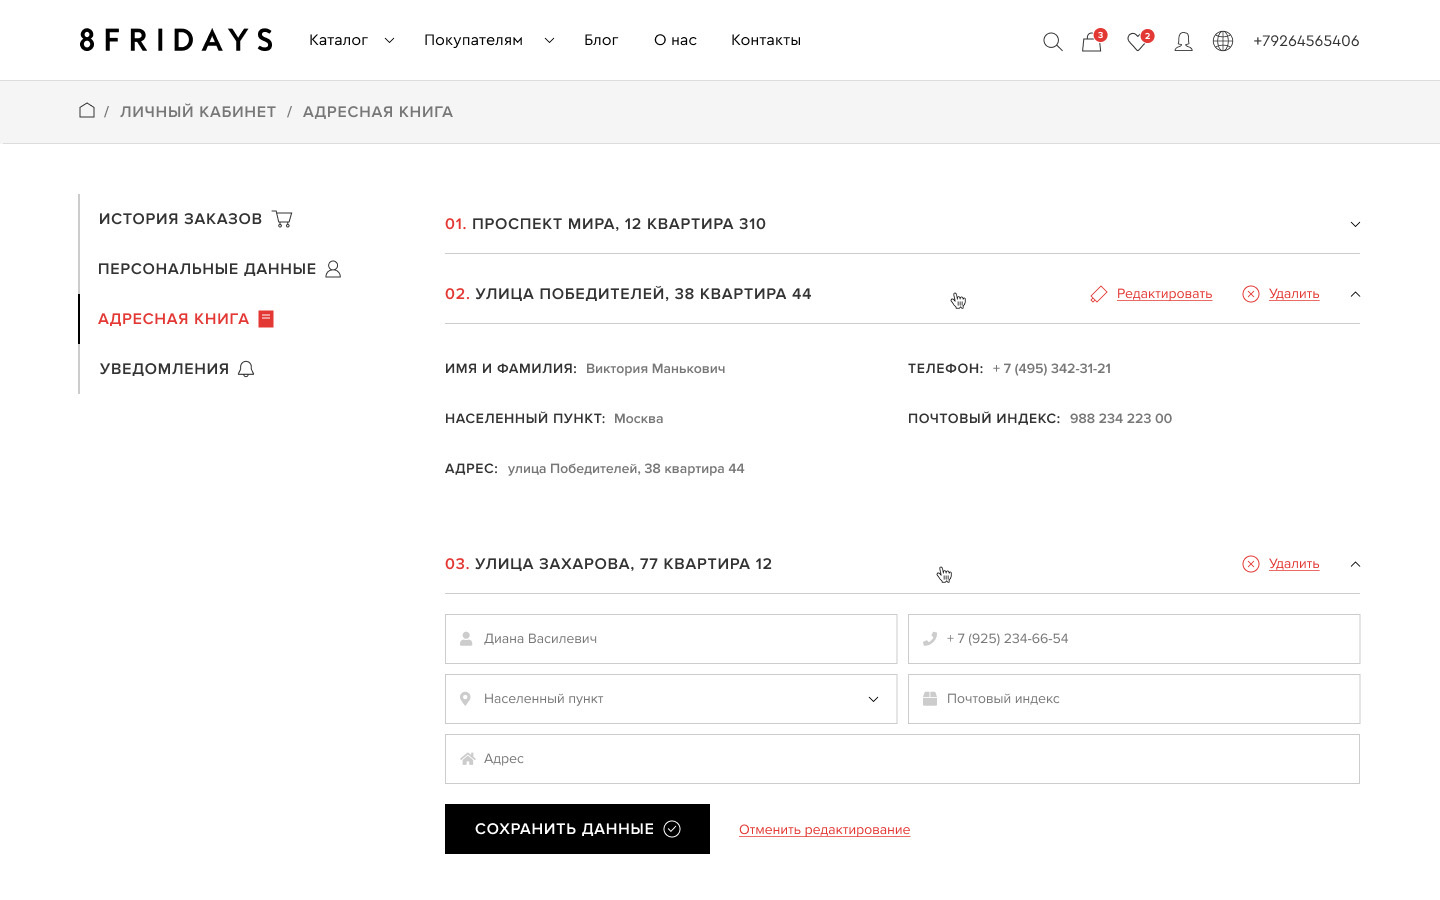 8FRIDAYS Каталог Покупателям Блог О нас Контакты 3 2 +79264565406
/ ЛИЧНЫЙ КАБИНЕТ / АДРЕСНАЯ КНИГА
ИСТОРИЯ ЗАКАЗОВ
ПЕРСОНАЛЬНЫЕ ДАННЫЕ
АДРЕСНАЯ КНИГА
УВЕДОМЛЕНИЯ
01. ПРОСПЕКТ МИРА, 12 КВАРТИРА 310
02. УЛИЦА ПОБЕДИТЕЛЕЙ, 38 КВАРТИРА 44 Редактировать Удалить
ИМЯ И ФАМИЛИЯ: Виктория Манькович ТЕЛЕФОН: + 7 (495) 342-31-21
НАСЕЛЕННЫЙ ПУНКТ: Москва ПОЧТОВЫЙ ИНДЕКС: 988 234 223 00
АДРЕС: улица Победителей, 38 квартира 44
03. УЛИЦА ЗАХАРОВА, 77 КВАРТИРА 12 Удалить
Диана Василевич + 7 (925) 234-66-54
Населенный пункт Почтовый индекс
Адрес
СОХРАНИТЬ ДАННЫЕ Отменить редактирование